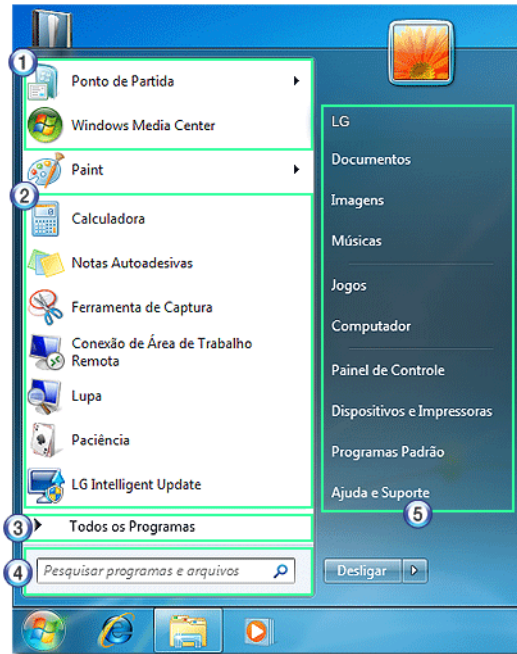 1
Ponto de Partida
Windows Media Center
Paint
2
Calculadora
Notas Autoadesivas
Ferramenta de Captura
Conexão de Área de Trabalho
Remota
Lupa
Paciência
LG Intelligent Update
3
Todos os Programas
4
Pesquisar programas e arquivos
LG
Documentos
Imagens
Músicas
Jogos
Computador
Painel de Controle
Dispositivos e Impressoras
Programas Padrão
Ajuda e Suporte
5
Desligar